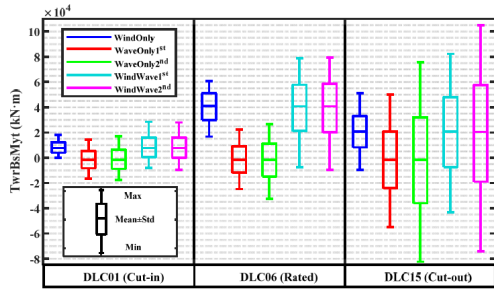 ×10⁴
10
8
6
4
2
0
-2
-4
-6
-8
TwrBsMyt (kN·m)
WindOnly
WaveOnly1st
WaveOnly2nd
WindWave1st
WindWave2nd
Max
Mean±Std
Min
DLC01 (Cut-in)
DLC06 (Rated)
DLC15 (Cut-out)